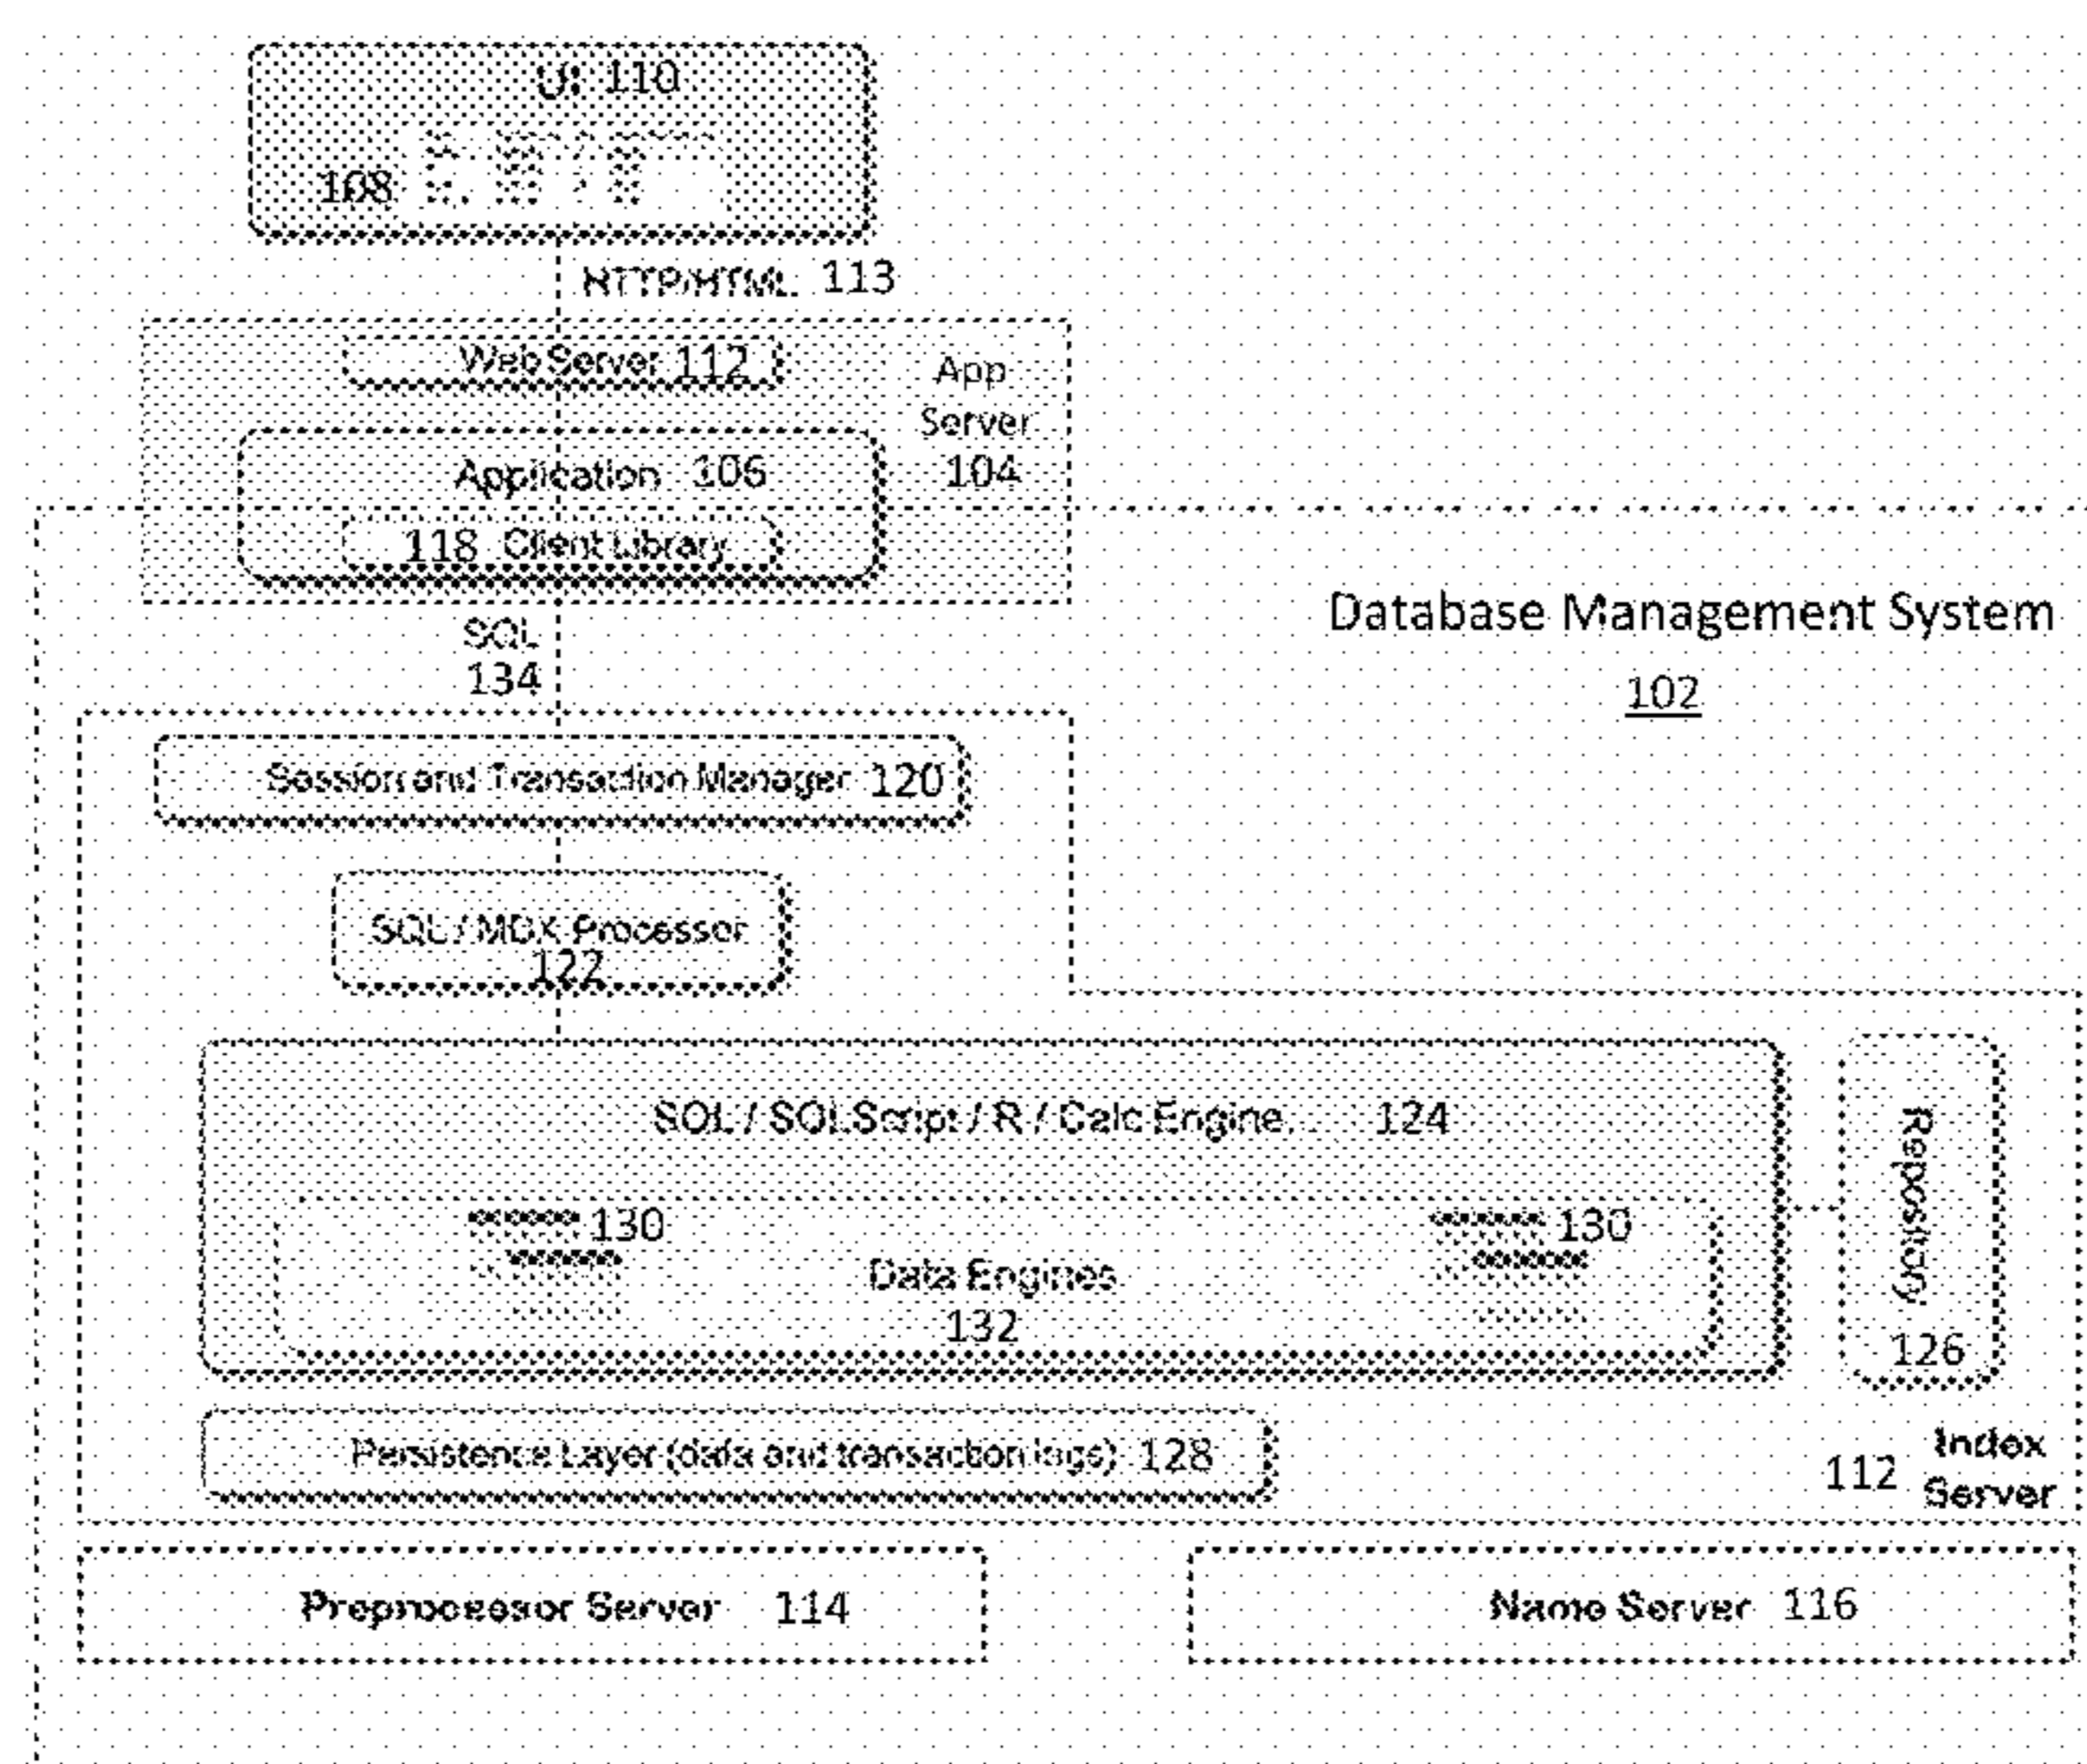 UI 110
108
HTTP/HTML 113
Web Server 112
App
Server
104
Application 106
118 Client Library
SQL
134
Database Management System
102
Session and Transaction Manager 120
SQL / MDX Processor
122
SQL / SQLScript / R / Calc Engine 124
130
130
Data Engines
132
Repository
126
Persistence Layer (data and transaction logs) 128
Index
112
Server
Preprocessor Server 114
Name Server 116